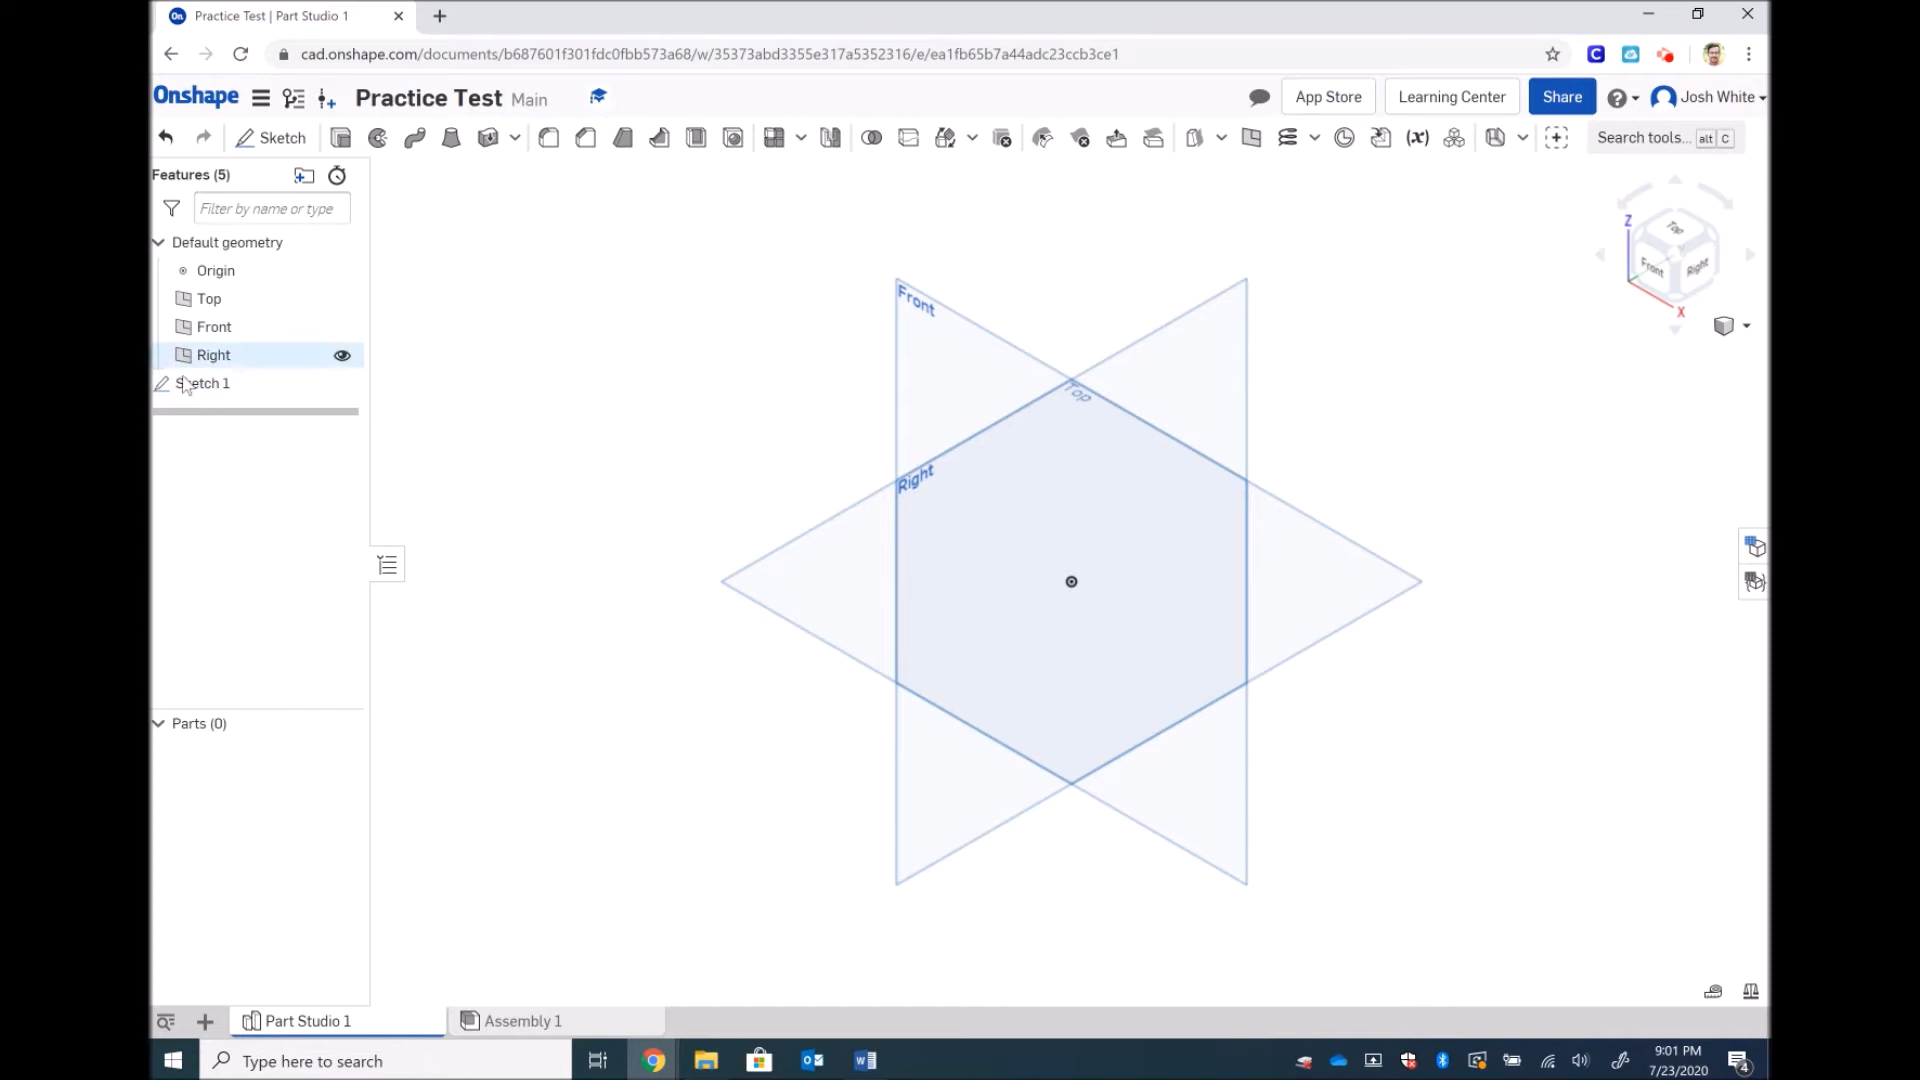 Practice Test | Part Studio 1
cad.onshape.com/documents/b687601f301fdc0fbb573a68/w/35373abd3355e317a5352316/e/ea1fb65b7a44adc23ccb3ce1
Onshape Practice Test Main App Store Learning Center Share Josh White
Sketch (x) Search tools... alt C
Features (5)
Filter by name or type
Default geometry
Origin
Top
Front
Right
Sketch 1
Parts (0)
Front
Top
Right
Z
Top
Front Right
X
Part Studio 1 Assembly 1
Type here to search
9:01 PM
7/23/2020
4